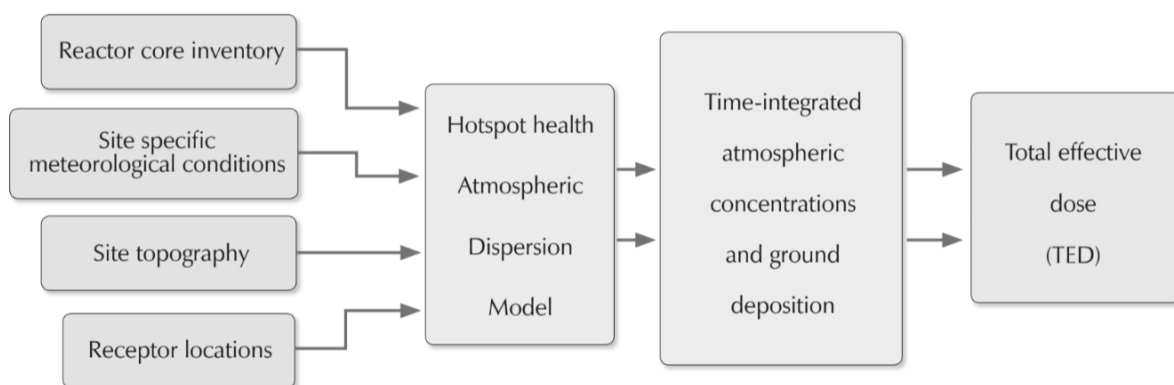 Reactor core inventory
Site specific
meteorological conditions
Site topography
Receptor locations
Hotspot health
Atmospheric
Dispersion
Model
Time-integrated
atmospheric
concentrations
and ground
deposition
Total effective
dose
(TED)